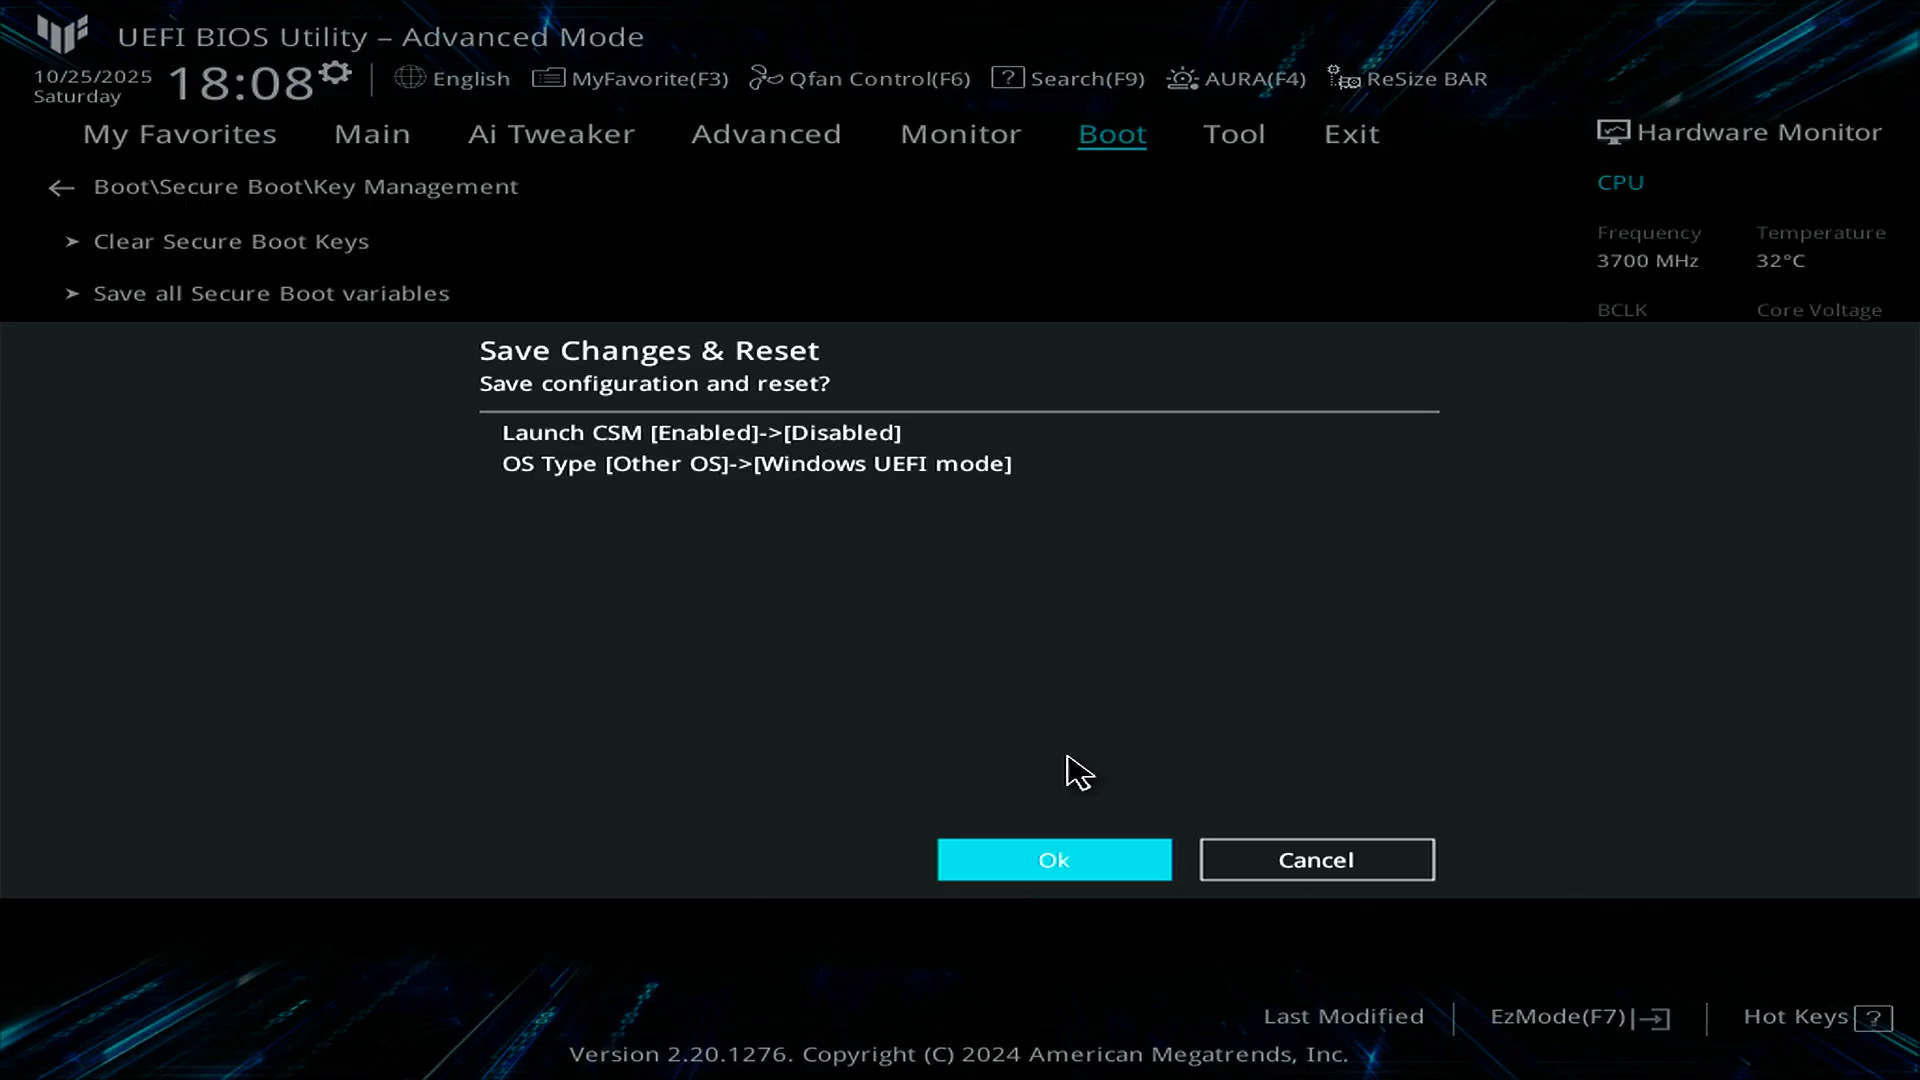 UEFI BIOS Utility – Advanced Mode
10/25/2025
Saturday
18:08
English
MyFavorite(F3)
Qfan Control(F6)
? Search(F9)
AURA(F4)
ReSize BAR
My Favorites
Main
Ai Tweaker
Advanced
Monitor
Boot
Tool
Exit
Hardware Monitor
Boot\Secure Boot\Key Management
Clear Secure Boot Keys
Save all Secure Boot variables
CPU
Frequency
Temperature
3700 MHz
32°C
BCLK
Core Voltage
Save Changes & Reset
Save configuration and reset?
Launch CSM [Enabled]->[Disabled]
OS Type [Other OS]->[Windows UEFI mode]
Ok
Cancel
Last Modified
EzMode(F7)
Hot Keys ?
Version 2.20.1276. Copyright (C) 2024 American Megatrends, Inc.